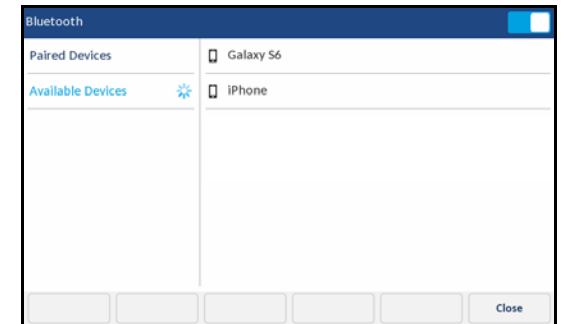 Bluetooth
Paired Devices
Galaxy S6
Available Devices
iPhone
Close